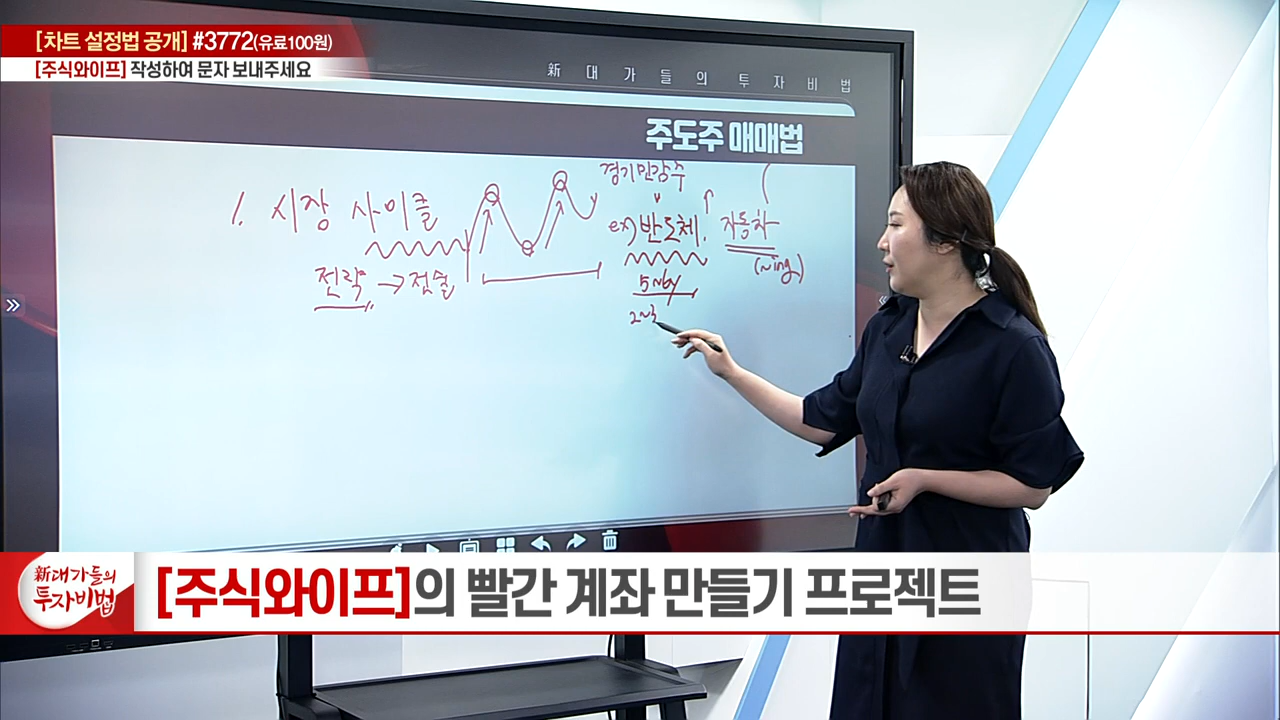 [차트 설정법 공개] #3772(유료100원)
[주식와이프] 작성하여 문자 보내주세요
新 대 가 들 의 투 자 비 법
주도주 매매법
경기민감주
1. 시장 사이클
ex) 반도체, 자동차
(~ing)
전략 → 전술
5~6y
2~3
新대가들의
투자비법
[주식와이프]의 빨간 계좌 만들기 프로젝트